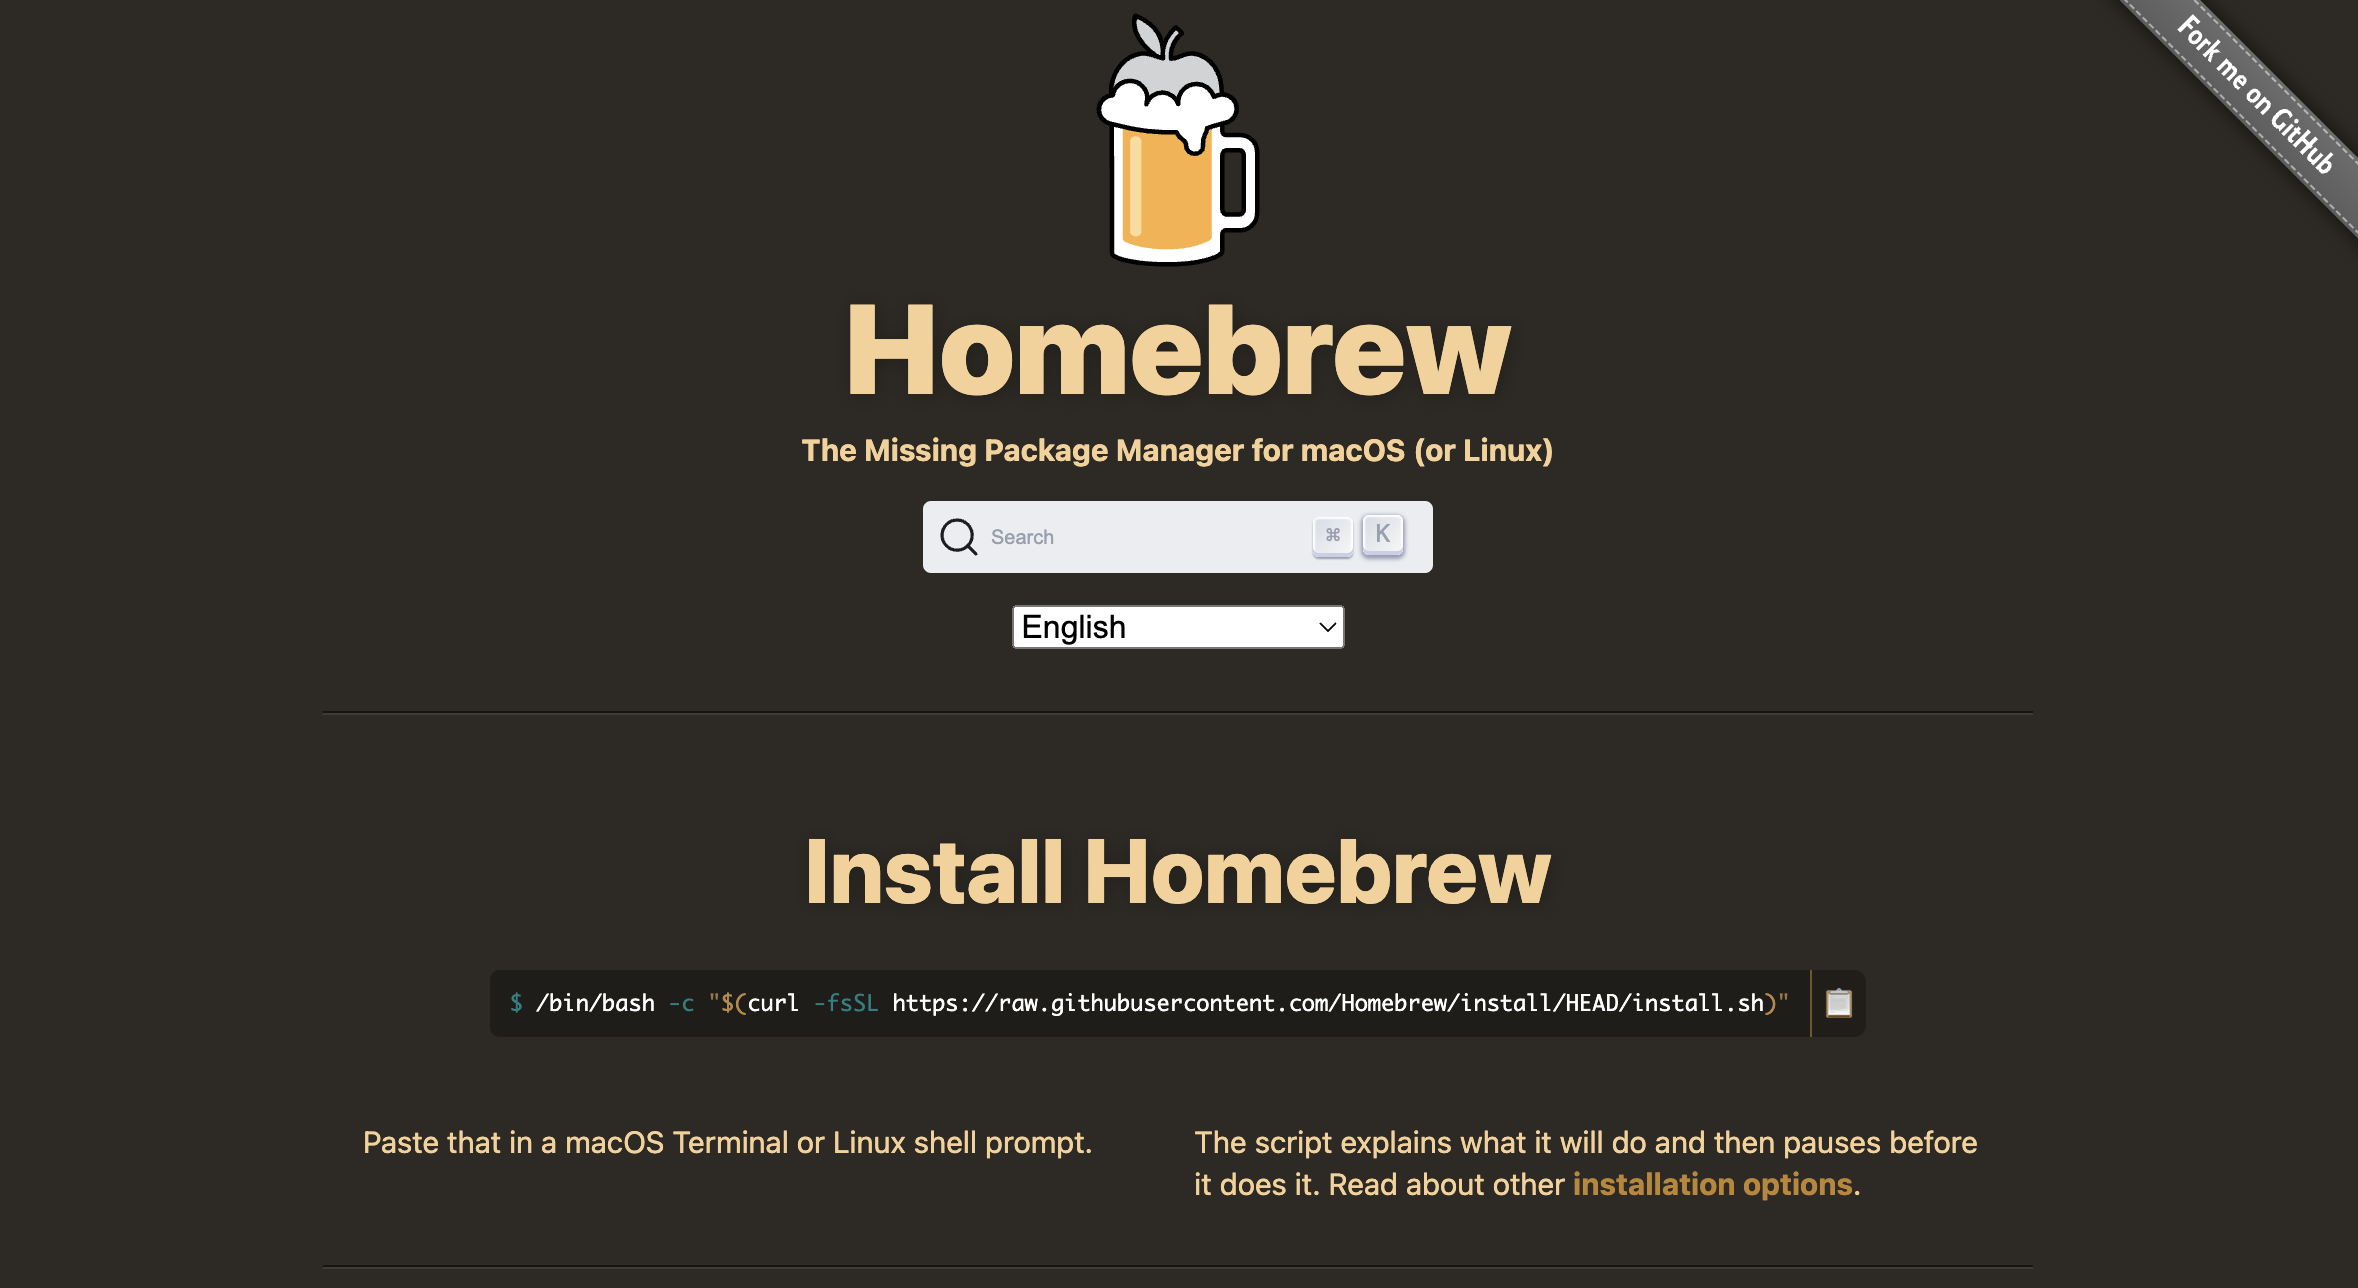 Fork me on GitHub
Homebrew
The Missing Package Manager for macOS (or Linux)
Search ⌘ K
English
Install Homebrew
$ /bin/bash -c "$(curl -fsSL https://raw.githubusercontent.com/Homebrew/install/HEAD/install.sh)"
Paste that in a macOS Terminal or Linux shell prompt.
The script explains what it will do and then pauses before
it does it. Read about other installation options.